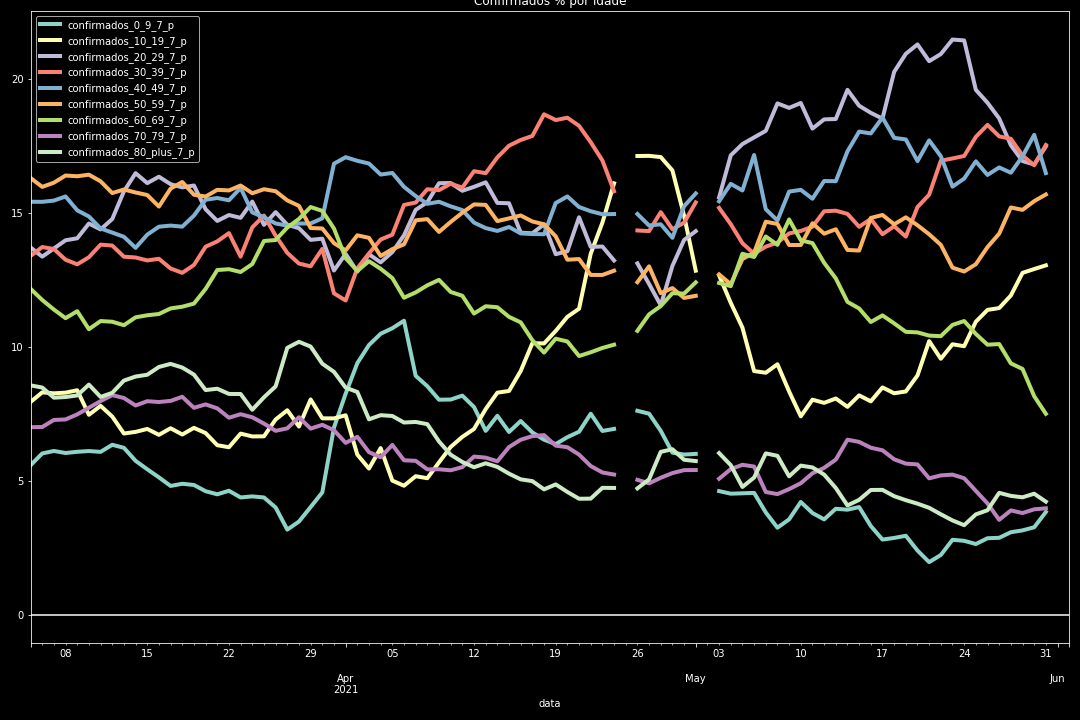 Confirmados % por idade
confirmados_0_9_7_p
confirmados_10_19_7_p
confirmados_20_29_7_p
confirmados_30_39_7_p
confirmados_40_49_7_p
confirmados_50_59_7_p
confirmados_60_69_7_p
confirmados_70_79_7_p
confirmados_80_plus_7_p
20
15
10
5
0
08 15 22 29 05 12 19 26 03 10 17 24 31
Apr May Jun
2021
data